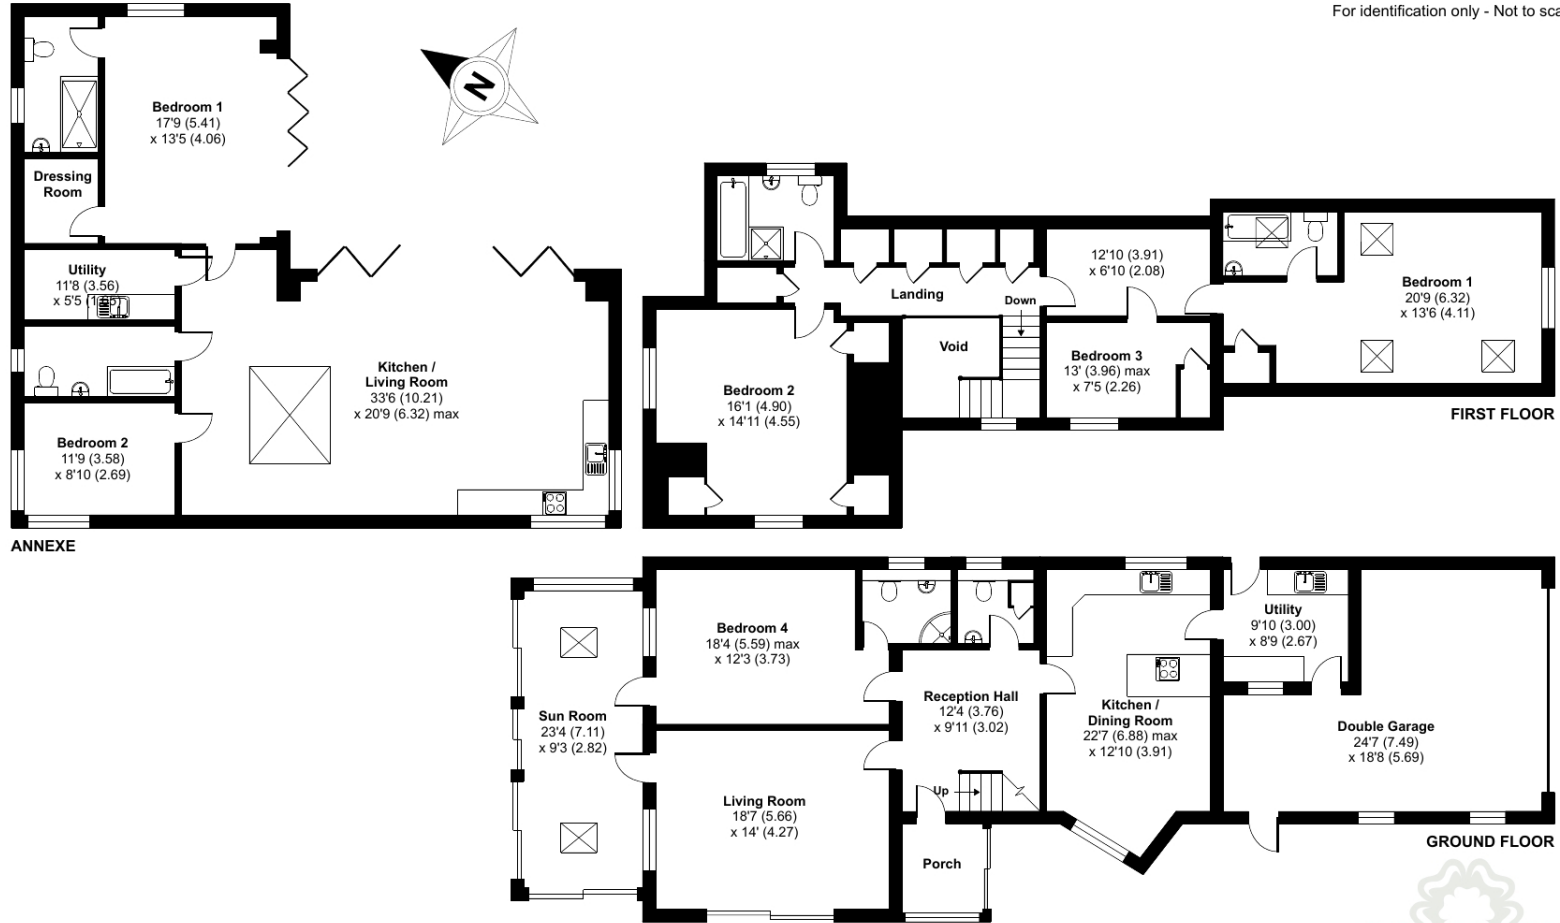 For identification only - Not to
N
Bedroom 1
17'9 (5.41)
x 13'5 (4.06)
Dressing
Room
Utility
11'8 (3.56)
x 5'5
Kitchen /
Living Room
33'6 (10.21)
x 20'9 (6.32) max
Bedroom 2
11'9 (3.58)
x 8'10 (2.69)
ANNEXE
12'10 (3.91)
x 6'10 (2.08)
Landing
Down
Void
Bedroom 1
20'9 (6.32)
x 13'6 (4.11)
Bedroom 3
13' (3.96) max
x 7'5 (2.26)
Bedroom 2
16'1 (4.90)
x 14'11 (4.55)
FIRST FLOOR
Bedroom 4
18'4 (5.59) max
x 12'3 (3.73)
Utility
9'10 (3.00)
x 8'9 (2.67)
Reception Hall
12'4 (3.76)
x 9'11 (3.02)
Sun Room
23'4 (7.11)
x 9'3 (2.82)
Kitchen /
Dining Room
22'7 (6.88) max
x 12'10 (3.91)
Double Garage
24'7 (7.49)
x 18'8 (5.69)
Up
Living Room
18'7 (5.66)
x 14' (4.27)
Porch
GROUND FLOOR